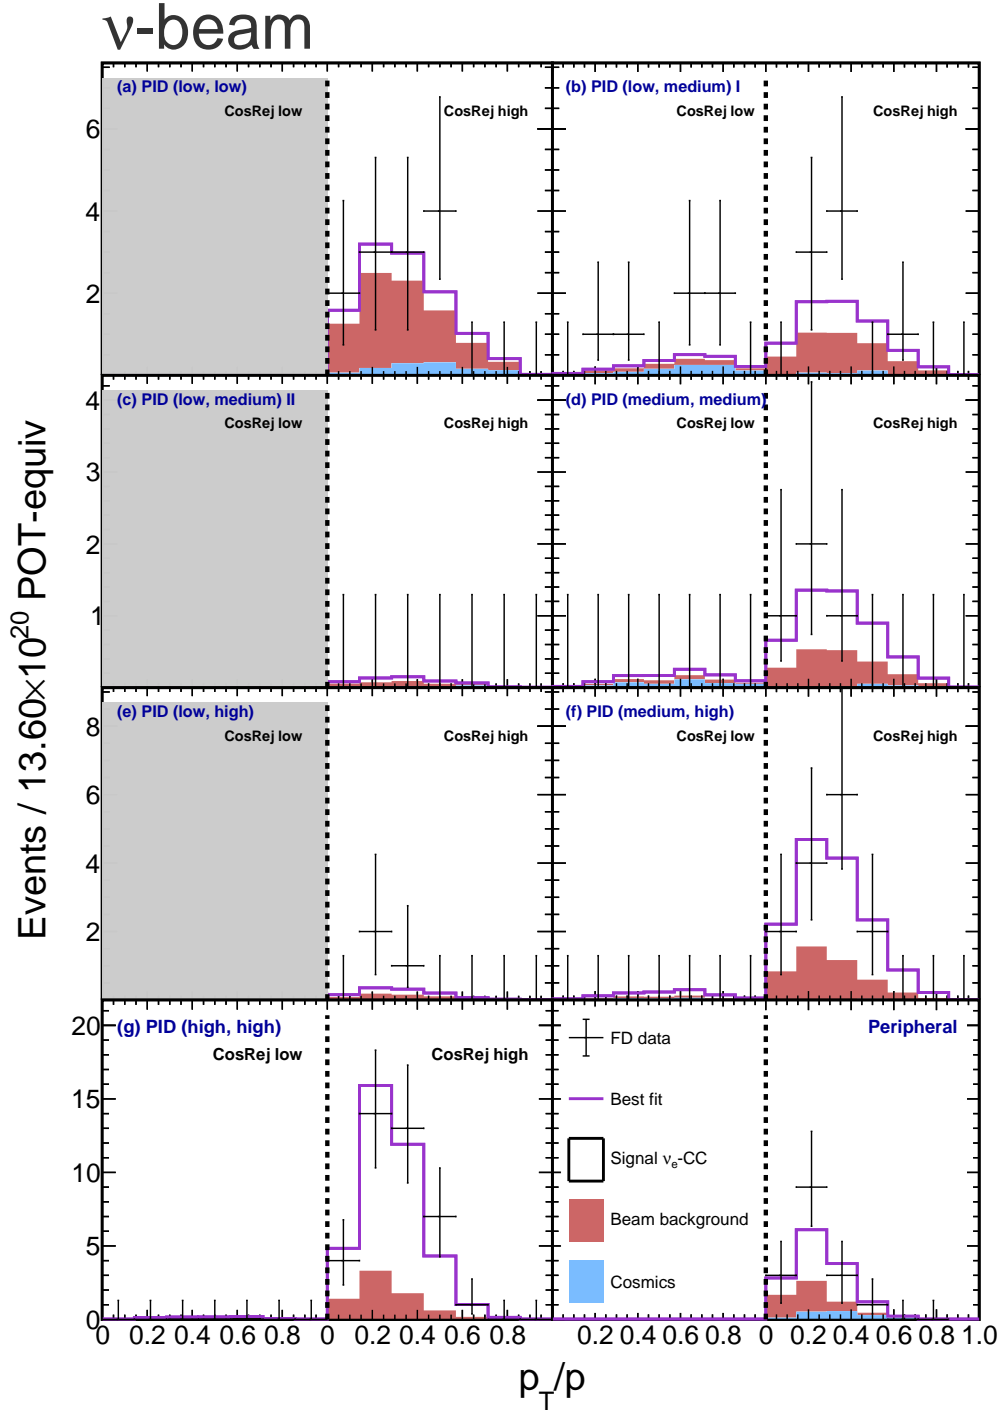 ν-beam
(a) PID (low, low)
CosRej low
CosRej high
(b) PID (low, medium) I
CosRej low
CosRej high
6
4
2
(c) PID (low, medium) II
CosRej low
CosRej high
(d) PID (medium, medium)
CosRej low
CosRej high
4
3
2
1
(e) PID (low, high)
CosRej low
CosRej high
(f) PID (medium, high)
CosRej low
CosRej high
8
6
4
2
(g) PID (high, high)
CosRej low
CosRej high
Peripheral
FD data
Best fit
Signal νe-CC
Beam background
Cosmics
20
15
10
5
0
0 0.2 0.4 0.6 0.8 0 0.2 0.4 0.6 0.8 0.2 0.4 0.6 0.8 0 0.2 0.4 0.6 0.8 1.0
pT/p
Events / 13.60×10^20 POT-equiv